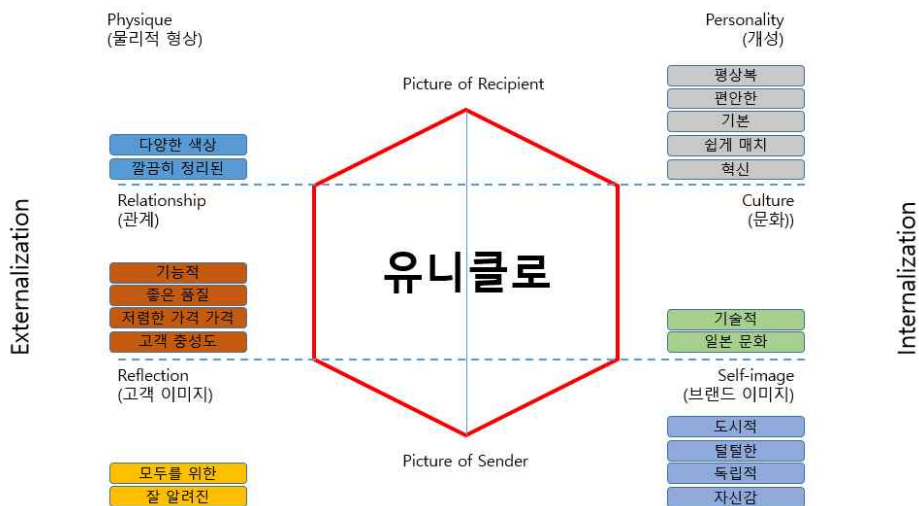 Physique
(물리적 형상)
Personality
(개성)
Picture of Recipient
평상복
편안한
기본
쉽게 매치
혁신
다양한 색상
깔끔히 정리된
Relationship
(관계)
Culture
(문화))
Externalization
유니클로
Internalization
기능적
좋은 품질
저렴한 가격 가격
고객 충성도
기술적
일본 문화
Reflection
(고객 이미지)
Self-image
(브랜드 이미지)
Picture of Sender
도시적
털털한
독립적
자신감
모두를 위한
잘 알려진